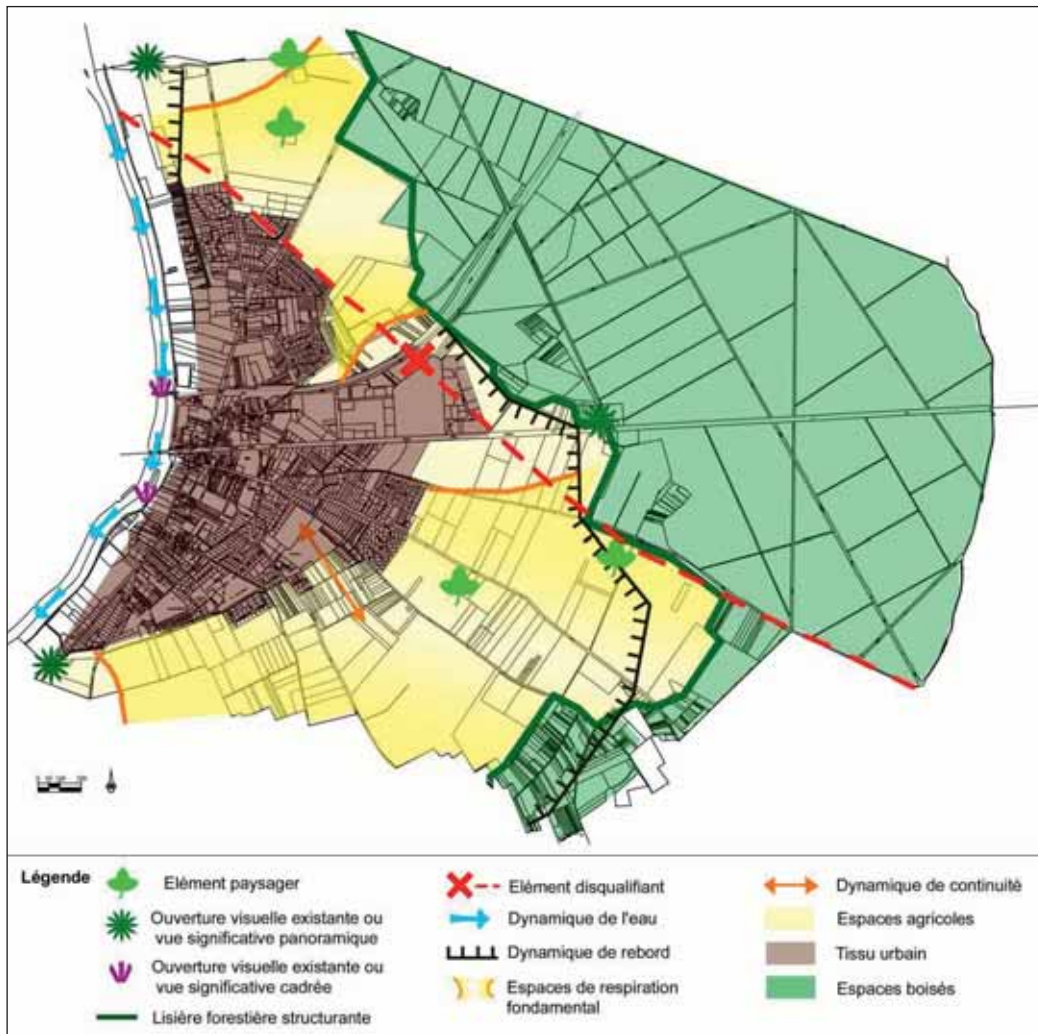 Légende
Elément paysager
Ouverture visuelle existante ou
vue significative panoramique
Ouverture visuelle existante ou
vue significative cadrée
Lisière forestière structurante
Elément disqualifiant
Dynamique de l'eau
Dynamique de rebord
Espaces de respiration
fondamental
Dynamique de continuité
Espaces agricoles
Tissu urbain
Espaces boisés